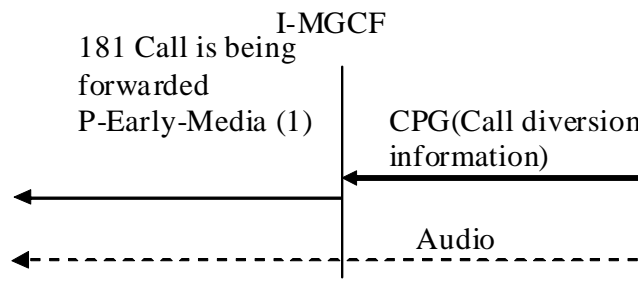 I-MGCF
181 Call is being
forwarded
P-Early-Media (1)
CPG(Call diversion
information)
Audio